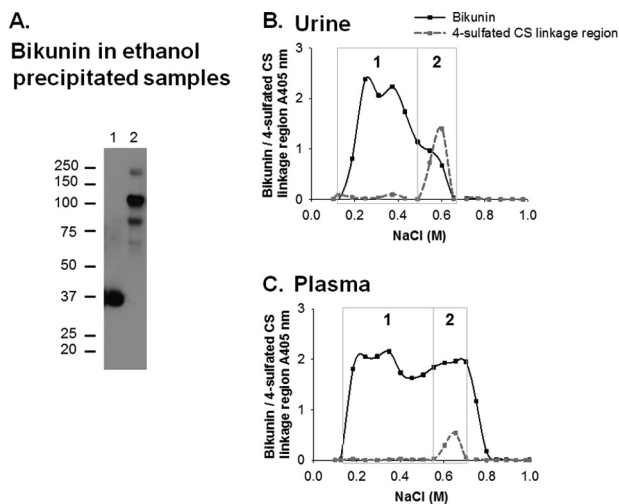 A.
Bikunin in ethanol
precipitated samples
1 2
250
150
100
75
50
37
25
20
B. Urine
Bikunin
4-sulfated CS linkage region
Bikunin / 4-sulfated CS
linkage region A405 nm
3
2
1
0
1 2
0.0 0.2 0.4 0.6 0.8 1.0
NaCl (M)
C. Plasma
Bikunin / 4-sulfated CS
linkage region A405 nm
3
2
1
0
1 2
0.0 0.2 0.4 0.6 0.8 1.0
NaCl (M)